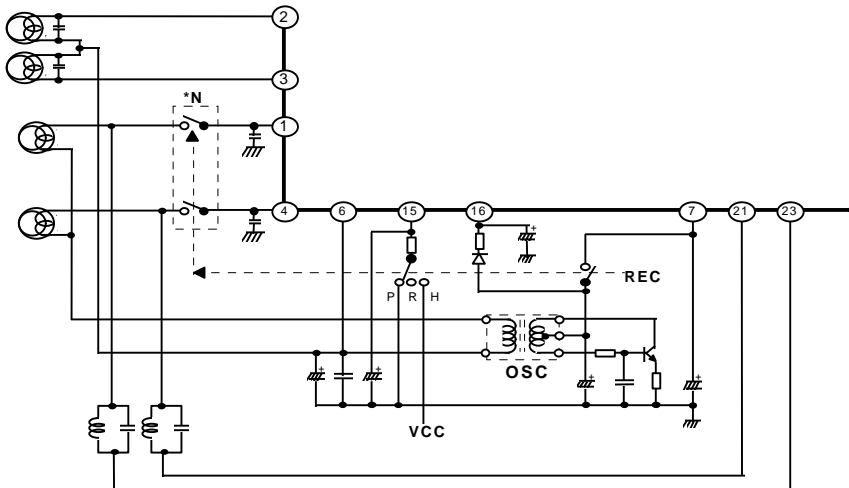 2
3
*N
1
4
6
15
16
7
21
23
+
REC
P R H
OSC
+ + + +
VCC